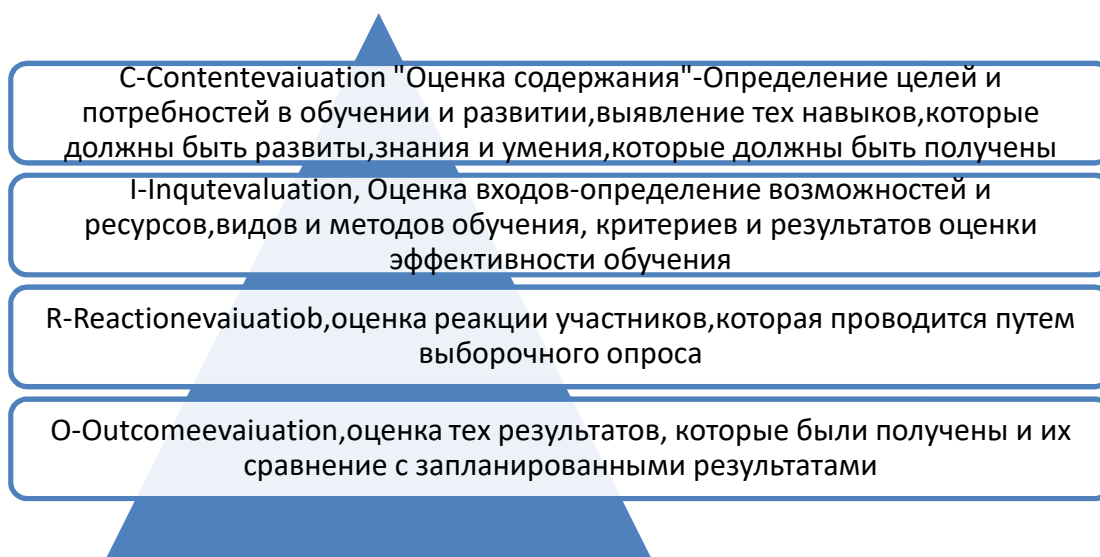 C-Contentevaiuation "Оценка содержания"-Определение целей и
потребностей в обучении и развитии,выявление тех навыков,которые
должны быть развиты,знания и умения,которые должны быть получены
I-Inqutevaluation, Оценка входов-определение возможностей и
ресурсов,видов и методов обучения, критериев и результатов оценки
эффективности обучения
R-Reactionevaiuatiob,оценка реакции участников,которая проводится путем
выборочного опроса
O-Outcomeevaiuation,оценка тех результатов, которые были получены и их
сравнение с запланированными результатами